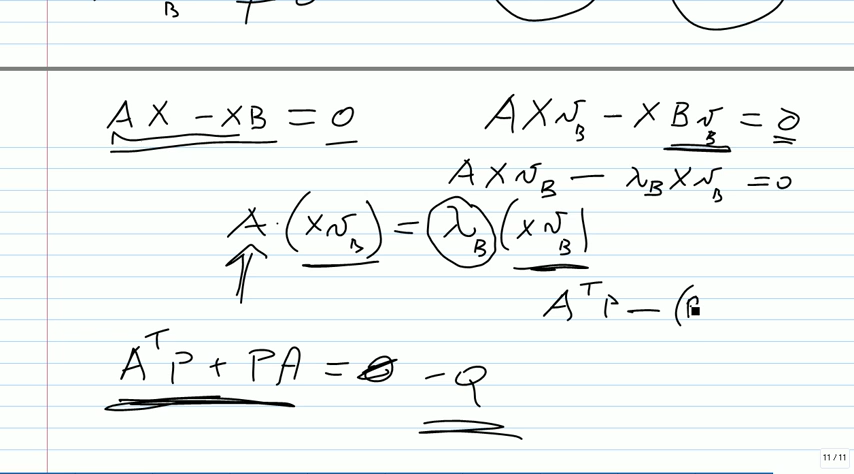 B
AX - XB = 0
AXv_B - XBv_B = 0
AXv_B - λ_B Xv_B = 0
A · (Xv_B) = λ_B (Xv_B)
A^T P - (
A^T P + PA = - Q
11 / 11